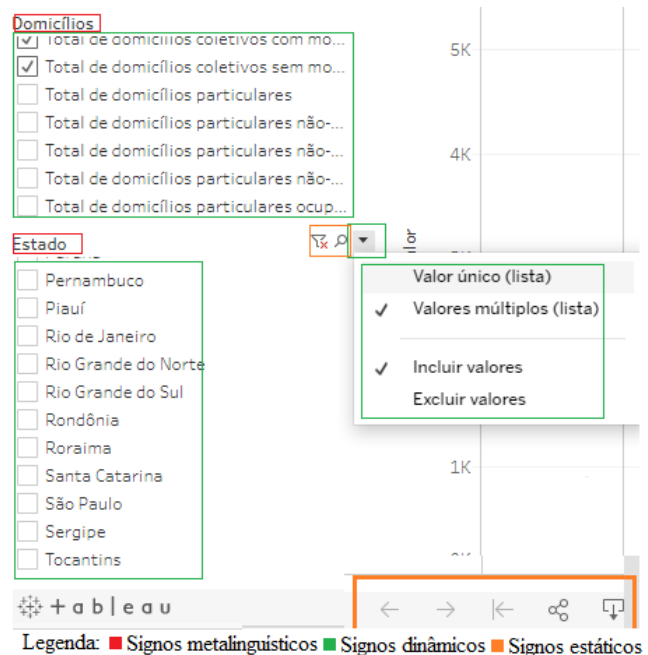 Domicílios
Total de domicílios coletivos com mo...
Total de domicílios coletivos sem mo...
Total de domicílios particulares
Total de domicílios particulares não-...
Total de domicílios particulares não-...
Total de domicílios particulares não-...
Total de domicílios particulares ocup...
5K
4K
Estado
Pernambuco
Piauí
Rio de Janeiro
Rio Grande do Norte
Rio Grande do Sul
Rondônia
Roraima
Santa Catarina
São Paulo
Sergipe
Tocantins
Valor único (lista)
Valores múltiplos (lista)
Incluir valores
Excluir valores
1K
+ a b | e a u
Legenda: Signos metalinguísticos Signos dinâmicos Signos estáticos